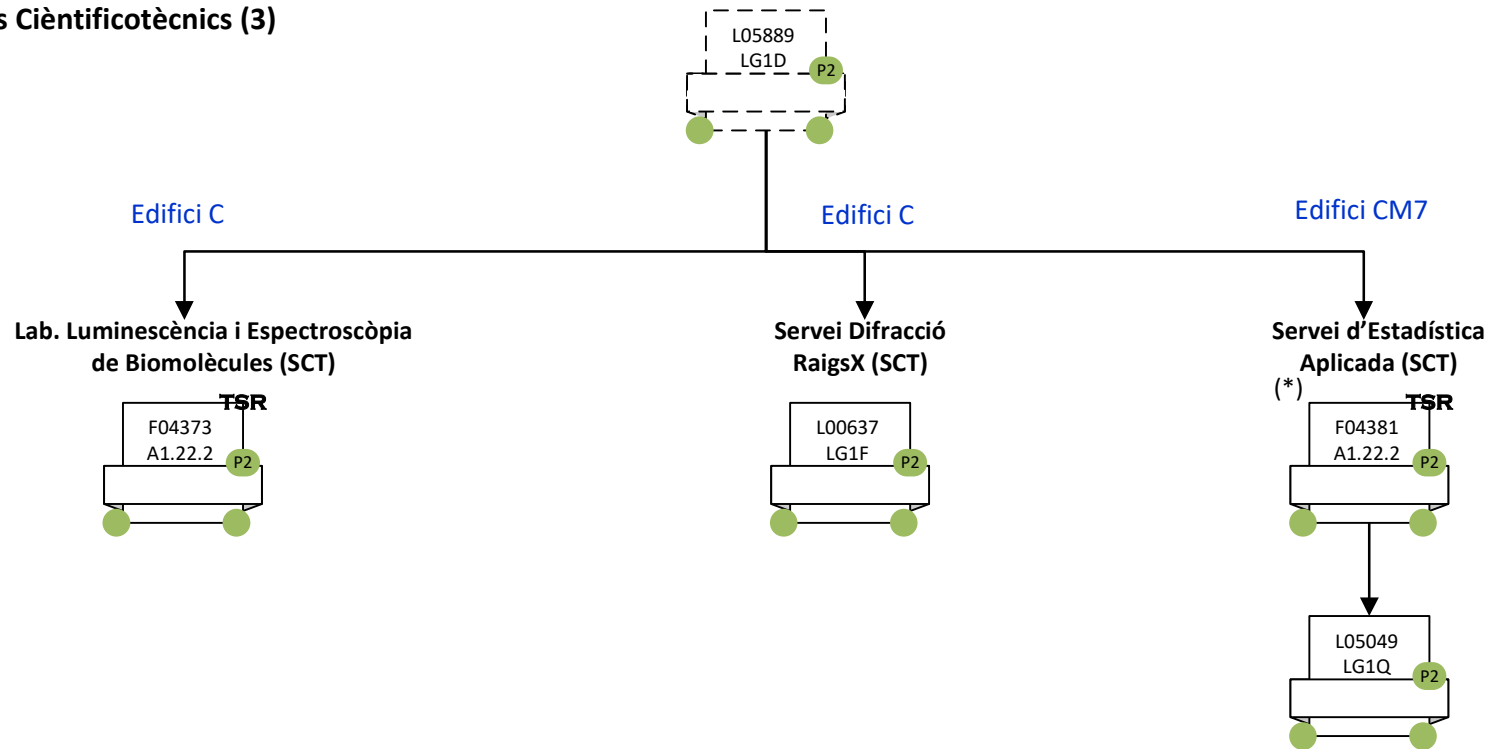 s Cièntificotècnics (3)
L05889
LG1D
P2
Edifici C
Edifici C
Edifici CM7
Lab. Luminescència i Espectroscòpia
de Biomolècules (SCT)
TSR
F04373
A1.22.2
P2
Servei Difracció
RaigsX (SCT)
L00637
LG1F
P2
Servei d’Estadística
Aplicada (SCT)
(*)
TSR
F04381
A1.22.2
P2
L05049
LG1Q
P2